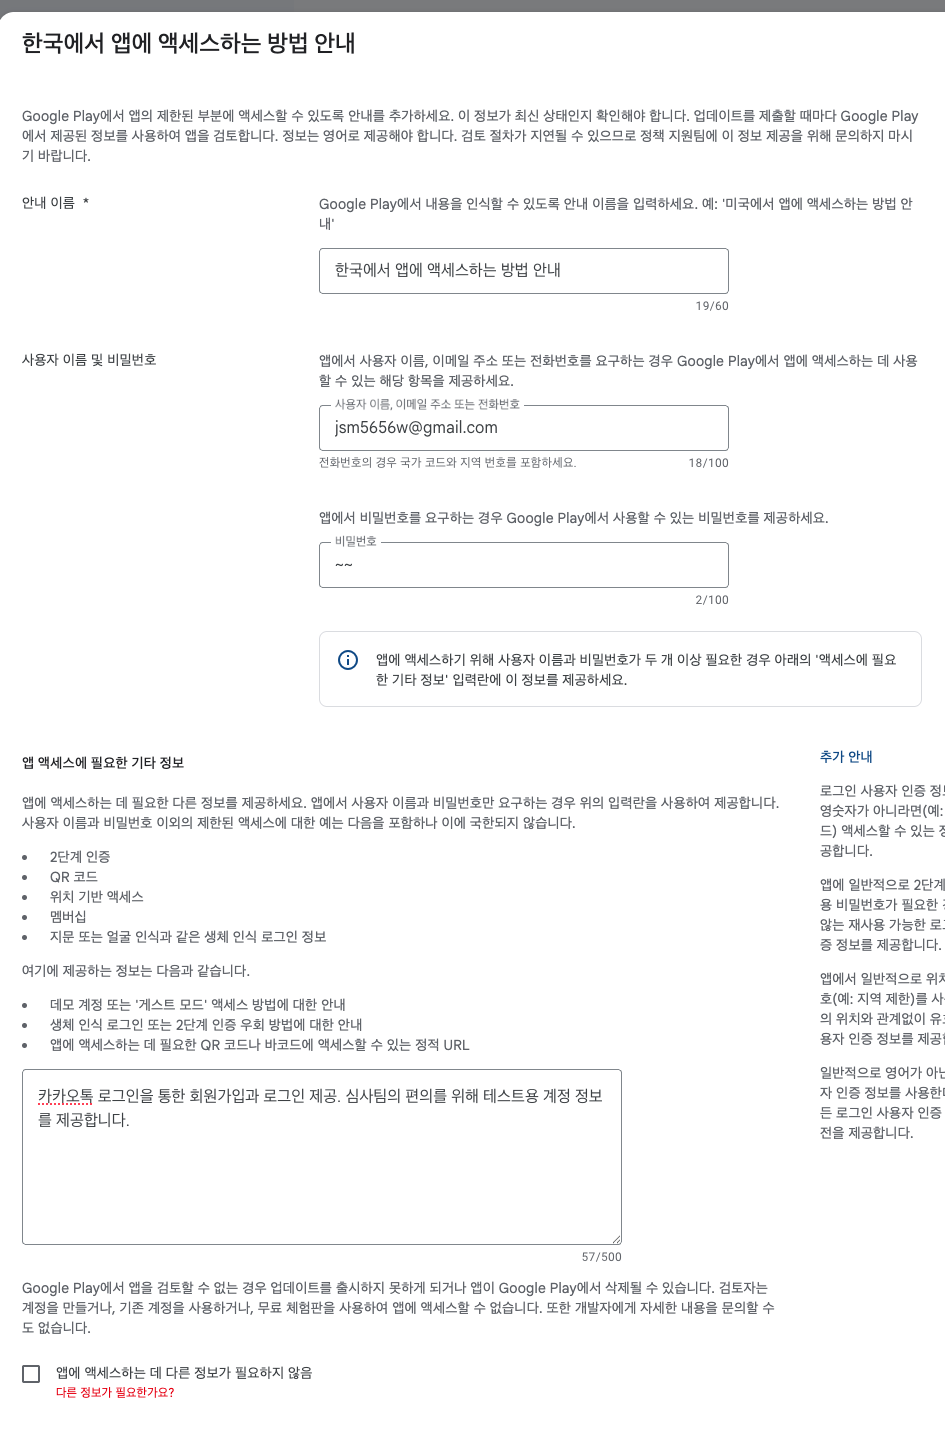 한국에서 앱에 액세스하는 방법 안내
Google Play에서 앱의 제한된 부분에 액세스할 수 있도록 안내를 추가하세요. 이 정보가 최신 상태인지 확인해야 합니다. 업데이트를 제출할 때마다 Google Play
에서 제공된 정보를 사용하여 앱을 검토합니다. 정보는 영어로 제공해야 합니다. 검토 절차가 지연될 수 있으므로 정책 지원팀에 이 정보 제공을 위해 문의하지 마시
기 바랍니다.
안내 이름 *
Google Play에서 내용을 인식할 수 있도록 안내 이름을 입력하세요. 예: '미국에서 앱에 액세스하는 방법 안
내'
한국에서 앱에 액세스하는 방법 안내
19/60
사용자 이름 및 비밀번호
앱에서 사용자 이름, 이메일 주소 또는 전화번호를 요구하는 경우 Google Play에서 앱에 액세스하는 데 사용
할 수 있는 해당 항목을 제공하세요.
사용자 이름, 이메일 주소 또는 전화번호
jsm5656w@gmail.com
전화번호의 경우 국가 코드와 지역 번호를 포함하세요.
18/100
앱에서 비밀번호를 요구하는 경우 Google Play에서 사용할 수 있는 비밀번호를 제공하세요.
비밀번호
~~
2/100
앱에 액세스하기 위해 사용자 이름과 비밀번호가 두 개 이상 필요한 경우 아래의 '액세스에 필요
한 기타 정보' 입력란에 이 정보를 제공하세요.
앱 액세스에 필요한 기타 정보
앱에 액세스하는 데 필요한 다른 정보를 제공하세요. 앱에서 사용자 이름과 비밀번호만 요구하는 경우 위의 입력란을 사용하여 제공합니다.
사용자 이름과 비밀번호 이외의 제한된 액세스에 대한 예는 다음을 포함하나 이에 국한되지 않습니다.
• 2단계 인증
• QR 코드
• 위치 기반 액세스
• 멤버십
• 지문 또는 얼굴 인식과 같은 생체 인식 로그인 정보
여기에 제공하는 정보는 다음과 같습니다.
• 데모 계정 또는 '게스트 모드' 액세스 방법에 대한 안내
• 생체 인식 로그인 또는 2단계 인증 우회 방법에 대한 안내
• 앱에 액세스하는 데 필요한 QR 코드나 바코드에 액세스할 수 있는 정적 URL
카카오톡 로그인을 통한 회원가입과 로그인 제공. 심사팀의 편의를 위해 테스트용 계정 정보
를 제공합니다.
57/500
Google Play에서 앱을 검토할 수 없는 경우 업데이트를 출시하지 못하게 되거나 앱이 Google Play에서 삭제될 수 있습니다. 검토자는
계정을 만들거나, 기존 계정을 사용하거나, 무료 체험판을 사용하여 앱에 액세스할 수 없습니다. 또한 개발자에게 자세한 내용을 문의할 수
도 없습니다.
앱에 액세스하는 데 다른 정보가 필요하지 않음
다른 정보가 필요한가요?
추가 안내
로그인 사용자 인증 정
영숫자가 아니라면(예:
드) 액세스할 수 있는
공합니다.
앱에 일반적으로 2단계
용 비밀번호가 필요한
않는 재사용 가능한
증 정보를 제공합니다.
앱에서 일반적으로
호(예: 지역 제한)를
의 위치와 관계없이
용자 인증 정보를
일반적으로 영어가
자 인증 정보를
든 로그인 사용자 인증
전을 제공합니다.